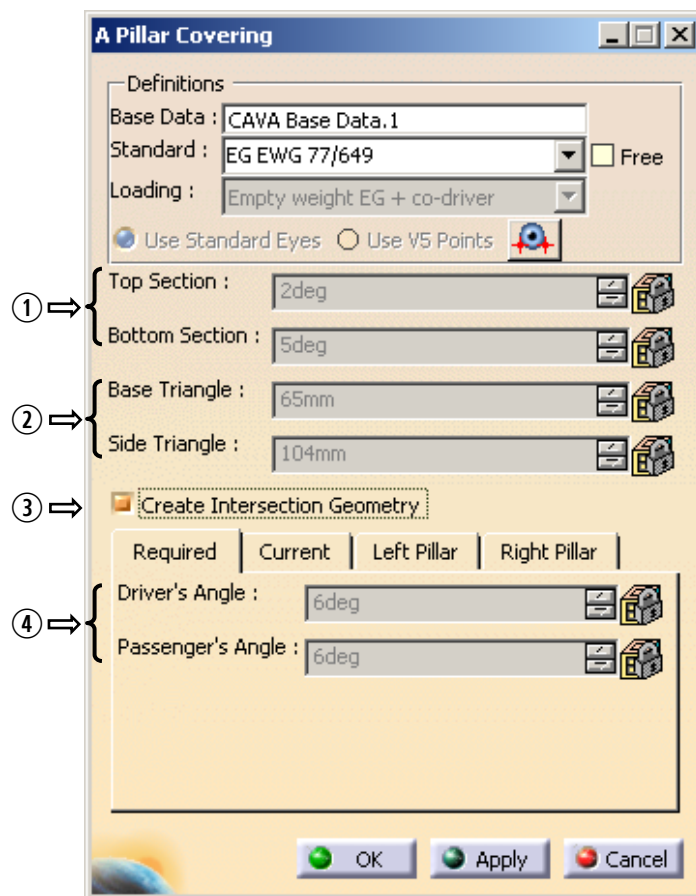 A Pillar Covering
Definitions
Base Data : CAVA Base Data.1
Standard : EG EWG 77/649 Free
Loading : Empty weight EG + co-driver
Use Standard Eyes Use V5 Points
① Top Section : 2deg
Bottom Section : 5deg
② Base Triangle : 65mm
Side Triangle : 104mm
③ Create Intersection Geometry
Required Current Left Pillar Right Pillar
④ Driver's Angle : 6deg
Passenger's Angle : 6deg
OK Apply Cancel